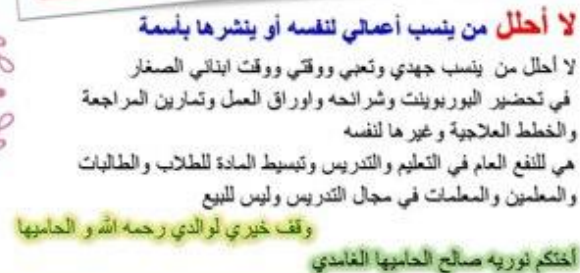 لا أحلل من ينسب أعمالي لنفسه أو ينشرها بأسمة
لا أحلل من ينسب جهدي وتعبي ووقتي ووقت ابنائي الصغار
في تحضير البوربوينت وشرائحه واوراق العمل وتمارين المراجعة
والخطط العلاجية وغيرها لنفسه
هي للنفع العام في التعليم والتدريس وتبسيط المادة للطلاب والطالبات
والمعلمين والمعلمات في مجال التدريس وليس للبيع
وقف خيري لوالدي رحمه الله و الحاميها
أختكم نوريه صالح الحاميها الغامدي